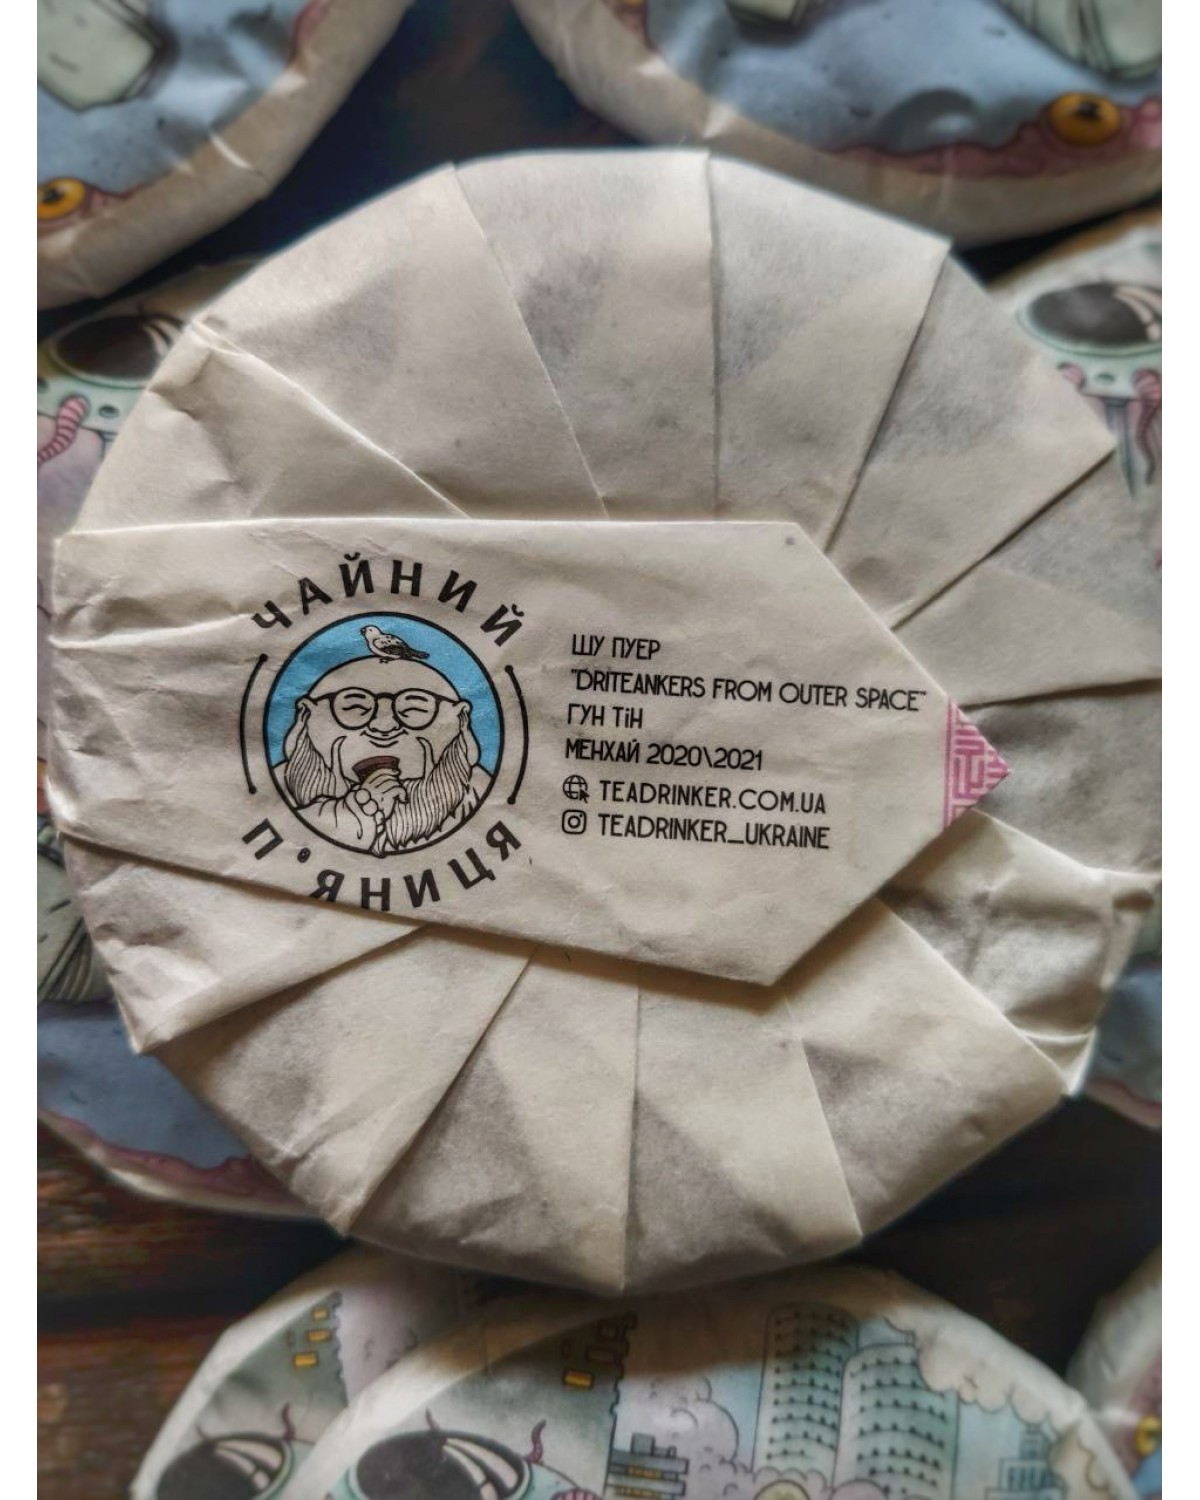 ЧАЙНИЙ
П'ЯНИЦЯ
ШУ ПУЕР
"DRITEANKERS FROM OUTER SPACE"
ГУН ТІН
МЕНХАЙ 2020\2021
TEADRINKER.COM.UA
TEADRINKER_UKRAINE